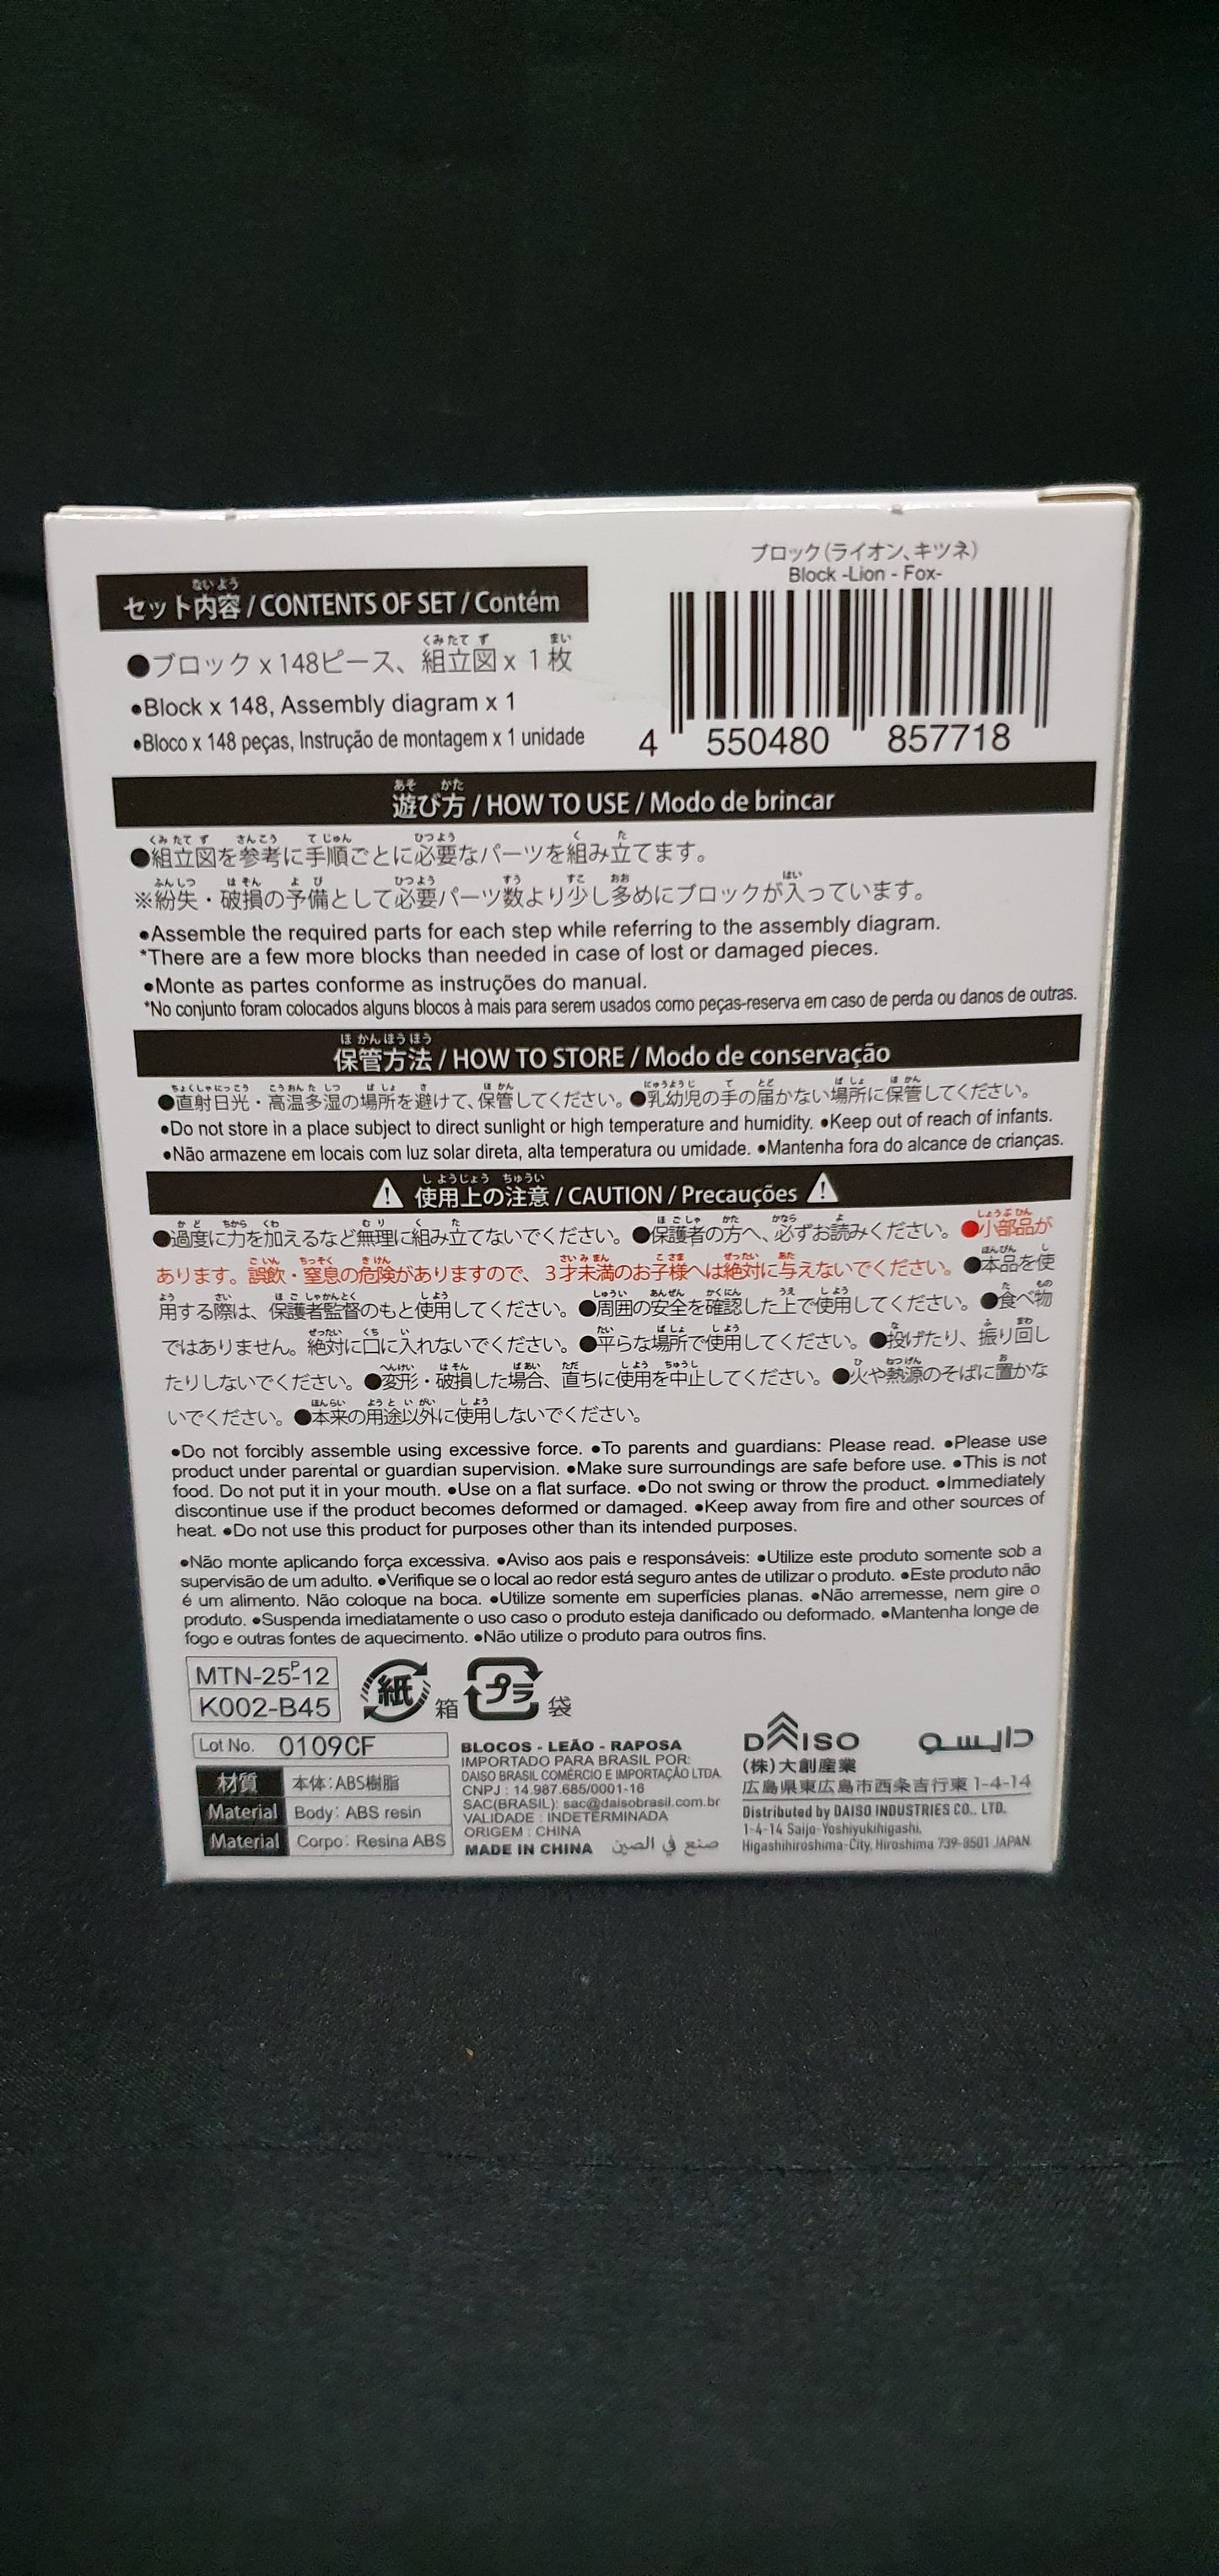 ブロック(ライオン、キツネ)
Block -Lion - Fox-
4 550480 857718
セット内容 / CONTENTS OF SET / Contém
●ブロック x 148ピース、組立図 x 1枚
●Block x 148, Assembly diagram x 1
●Bloco x 148 peças, Instrução de montagem x 1 unidade
遊び方 / HOW TO USE / Modo de brincar
●組立図を参考に手順ごとに必要なパーツを組み立てます。
※紛失・破損の予備として必要パーツ数より少し多めにブロックが入っています。
●Assemble the required parts for each step while referring to the assembly diagram.
*There are a few more blocks than needed in case of lost or damaged pieces.
●Monte as partes conforme as instruções do manual.
*No conjunto foram colocados alguns blocos à mais para serem usados como peças-reserva em caso de perda ou danos de outras.
保管方法 / HOW TO STORE / Modo de conservação
●直射日光・高温多湿の場所を避けて、保管してください。●乳幼児の手の届かない場所に保管してください。
●Do not store in a place subject to direct sunlight or high temperature and humidity. ●Keep out of reach of infants.
●Não armazene em locais com luz solar direta, alta temperatura ou umidade. ●Mantenha fora do alcance de crianças.
使用上の注意 / CAUTION / Precauções
●過度に力を加えるなど無理に組み立てないでください。●保護者の方へ、必ずお読みください。●小部品が
あります。誤飲・窒息の危険がありますので、3才未満のお子様へは絶対に与えないでください。●本品を使
用する際は、保護者監督のもと使用してください。●周囲の安全を確認した上で使用してください。●食べ物
ではありません。絶対に口に入れないでください。●平らな場所で使用してください。●投げたり、振り回し
たりしないでください。●変形・破損した場合、直ちに使用を中止してください。●火や熱源のそばに置かな
いでください。●本来の用途以外に使用しないでください。
●Do not forcibly assemble using excessive force. ●To parents and guardians: Please read. ●Please use
product under parental or guardian supervision. ●Make sure surroundings are safe before use. ●This is not
food. Do not put it in your mouth. ●Use on a flat surface. ●Do not swing or throw the product. ●Immediately
discontinue use if the product becomes deformed or damaged. ●Keep away from fire and other sources of
heat. ●Do not use this product for purposes other than its intended purposes.
●Não monte aplicando força excessiva. ●Aviso aos pais e responsáveis: ●Utilize este produto somente sob a
supervisão de um adulto. ●Verifique se o local ao redor está seguro antes de utilizar o produto. ●Este produto não
é um alimento. Não coloque na boca. ●Utilize somente em superfícies planas. ●Não arremesse, nem gire o
produto. ●Suspenda imediatamente o uso caso o produto esteja danificado ou deformado. ●Mantenha longe de
fogo e outras fontes de aquecimento. ●Não utilize o produto para outros fins.
MTN-25-P12
K002-B45
紙 箱 プラ 袋
Lot No. 0109CF
材質 本体:ABS樹脂
Material Body: ABS resin
Material Corpo: Resina ABS
BLOCOS - LEÃO - RAPOSA
IMPORTADO PARA BRASIL POR:
DAISO BRASIL COMÉRCIO E IMPORTAÇÃO LTDA.
CNPJ : 14.987.685/0001-16
SAC(BRASIL): sac@daisobrasil.com.br
VALIDADE : INDETERMINADA
ORIGEM : CHINA
MADE IN CHINA صنع في الصين
DAISO دايسو
(株)大創産業
広島県東広島市西条吉行東1-4-14
Distributed by DAISO INDUSTRIES CO., LTD.
1-4-14 Saijo-Yoshiyukihigashi,
Higashihiroshima-City, Hiroshima 739-8501 JAPAN